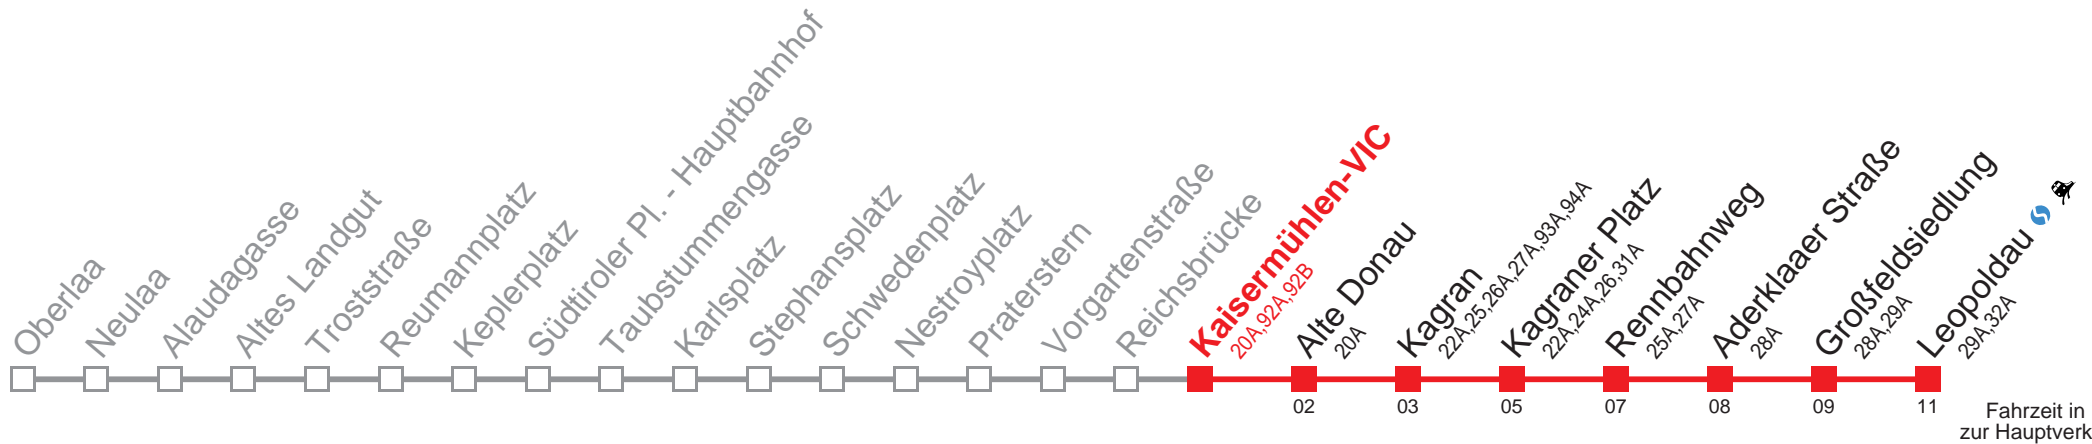 Oberlaa
Neulaa
Alaudagasse
Altes Landgut
Troststraße
Reumannplatz
Keplerplatz
Südtiroler Pl. - Hauptbahnhof
Taubstummengasse
Karlsplatz
Stephansplatz
Schwedenplatz
Nestroyplatz
Praterstern
Vorgartenstraße
Reichsbrücke
Kaisermühlen-VIC
20A,92A,92B
Alte Donau
20A
02
Kagran
22A,25,26A,27A,93A,94A
03
Kagraner Platz
22A,24A,26,31A
05
Rennbahnweg
25A,27A
07
Aderklaaer Straße
28A
08
Großfeldsiedlung
28A,29A
09
Leopoldau
29A,32A
11
Fahrzeit in
zur Hauptverk